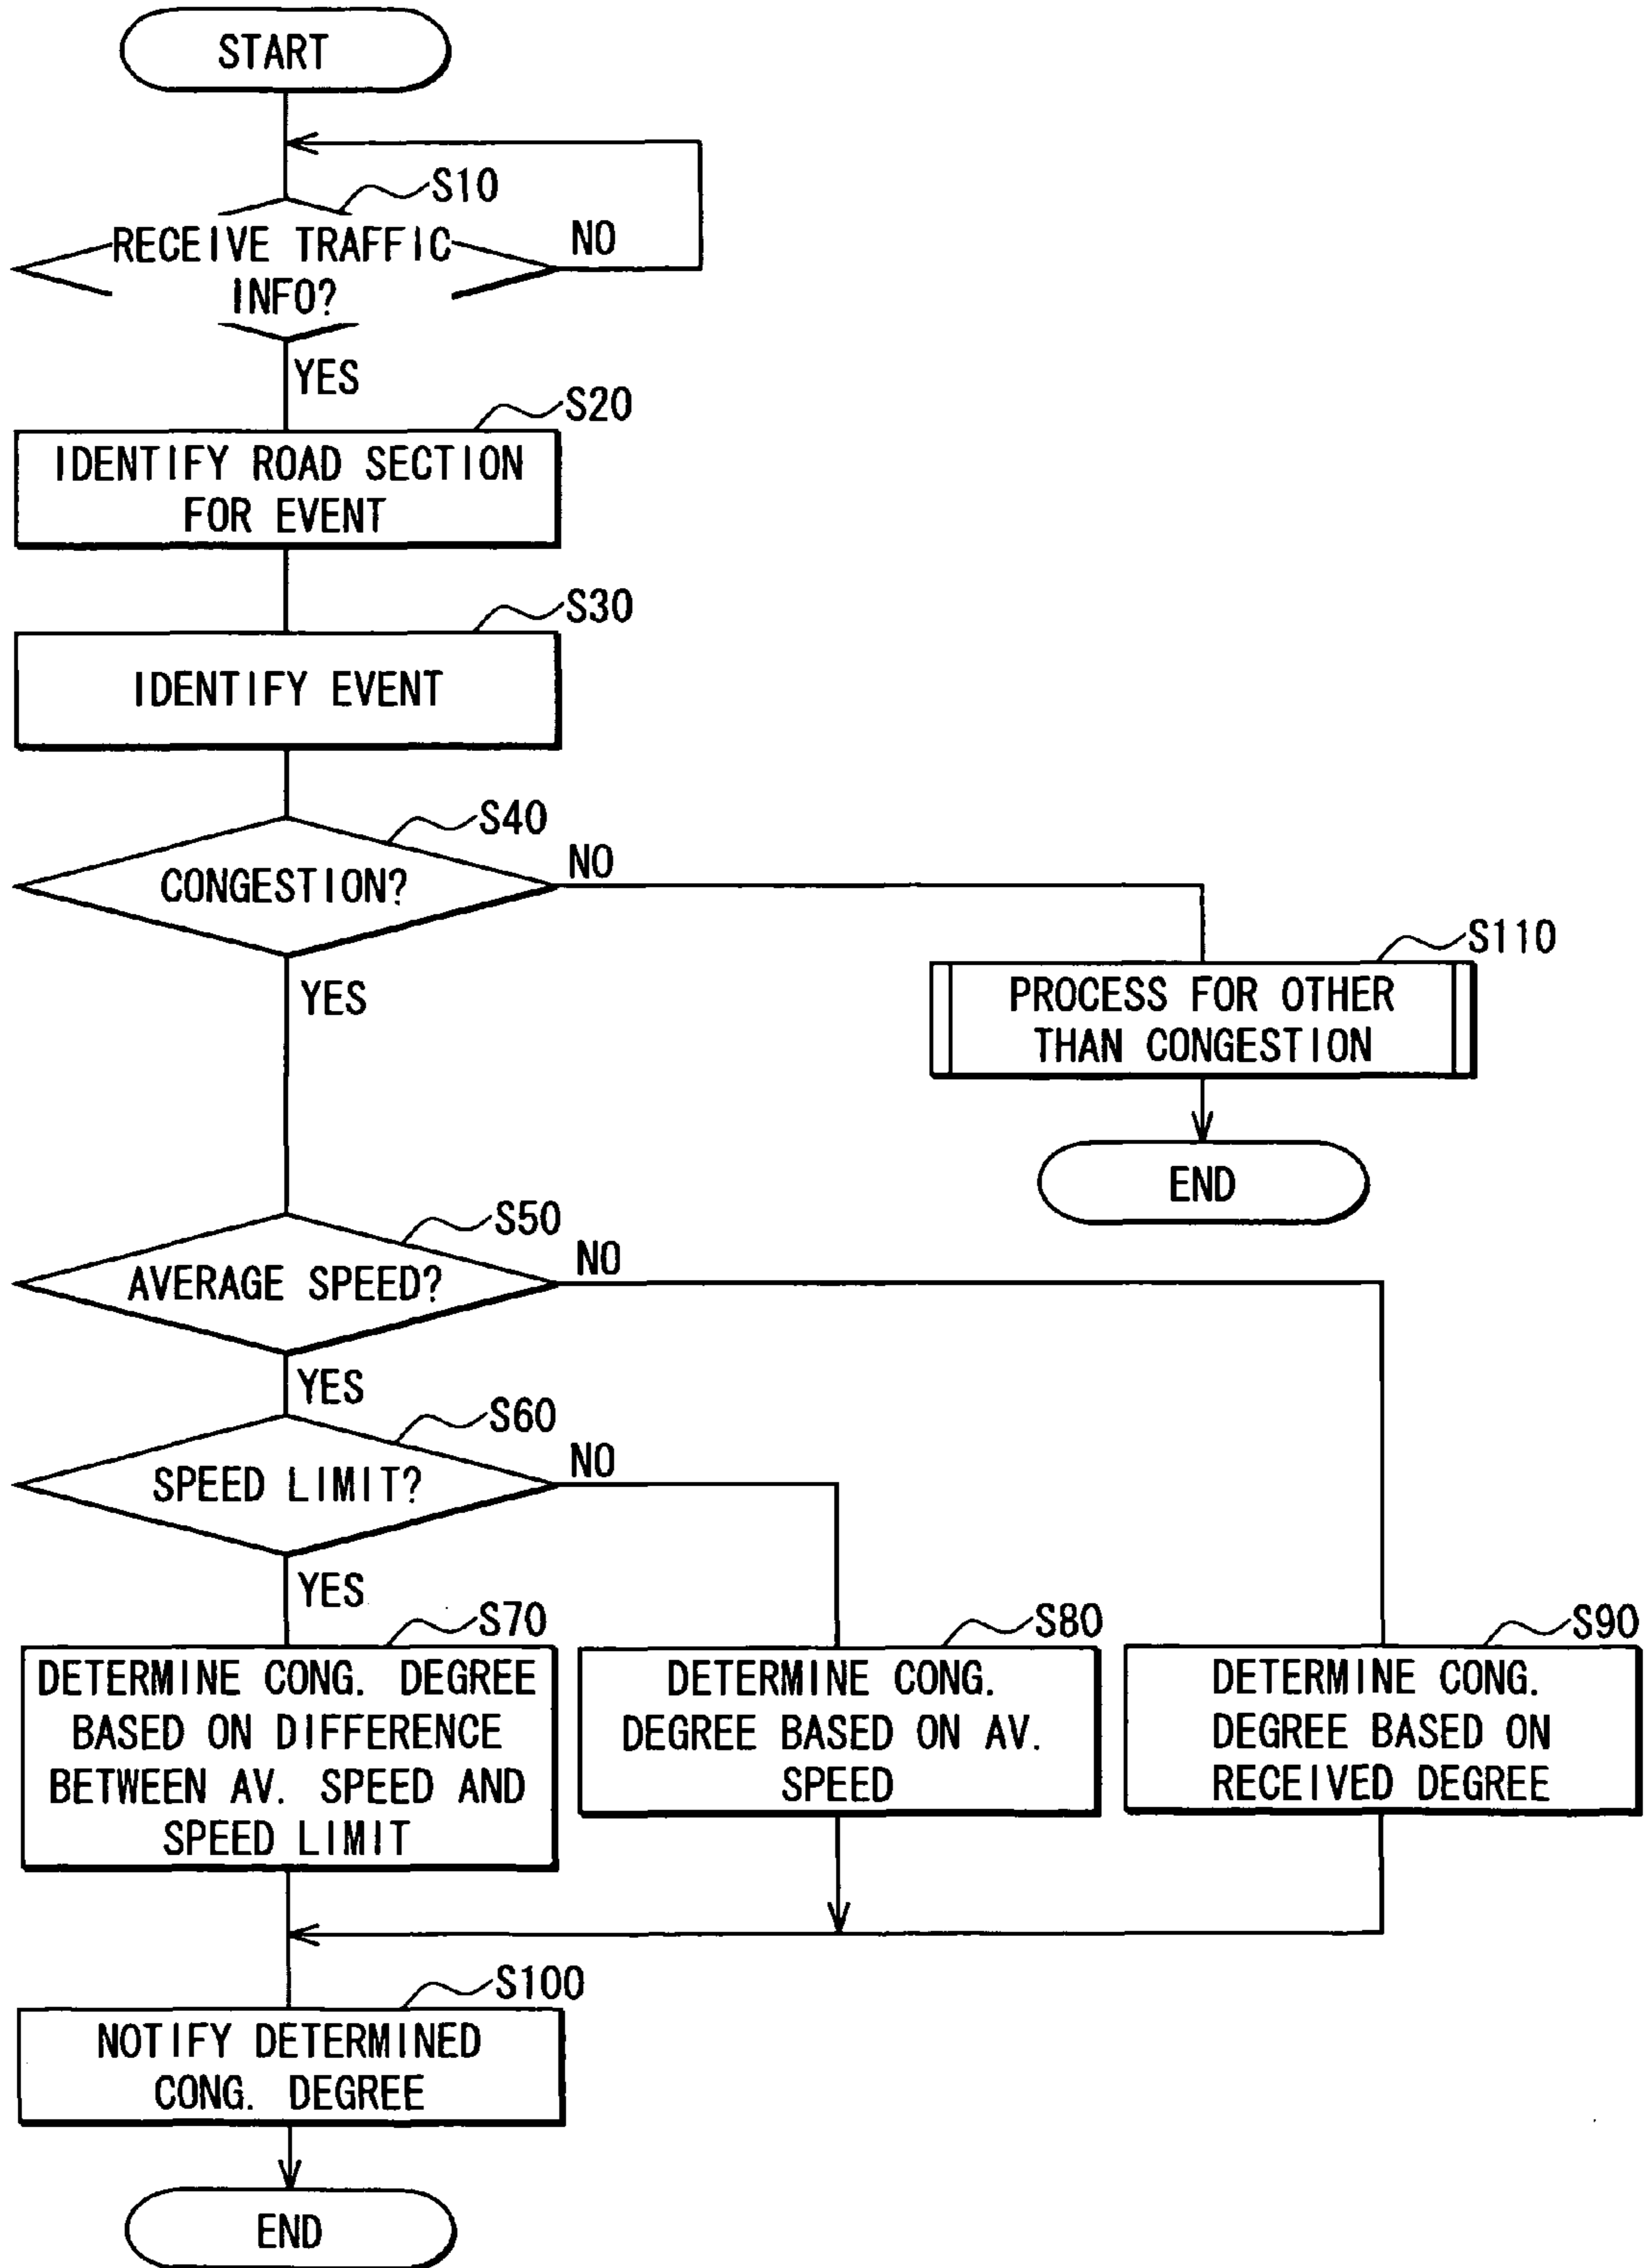 START
S10
RECEIVE TRAFFIC
INFO?
NO
YES
S20
IDENTIFY ROAD SECTION
FOR EVENT
S30
IDENTIFY EVENT
S40
CONGESTION?
NO
YES
S110
PROCESS FOR OTHER
THAN CONGESTION
END
S50
AVERAGE SPEED?
NO
YES
S60
SPEED LIMIT?
NO
YES
S70
DETERMINE CONG. DEGREE
BASED ON DIFFERENCE
BETWEEN AV. SPEED AND
SPEED LIMIT
S80
DETERMINE CONG.
DEGREE BASED ON AV.
SPEED
S90
DETERMINE CONG.
DEGREE BASED ON
RECEIVED DEGREE
S100
NOTIFY DETERMINED
CONG. DEGREE
END